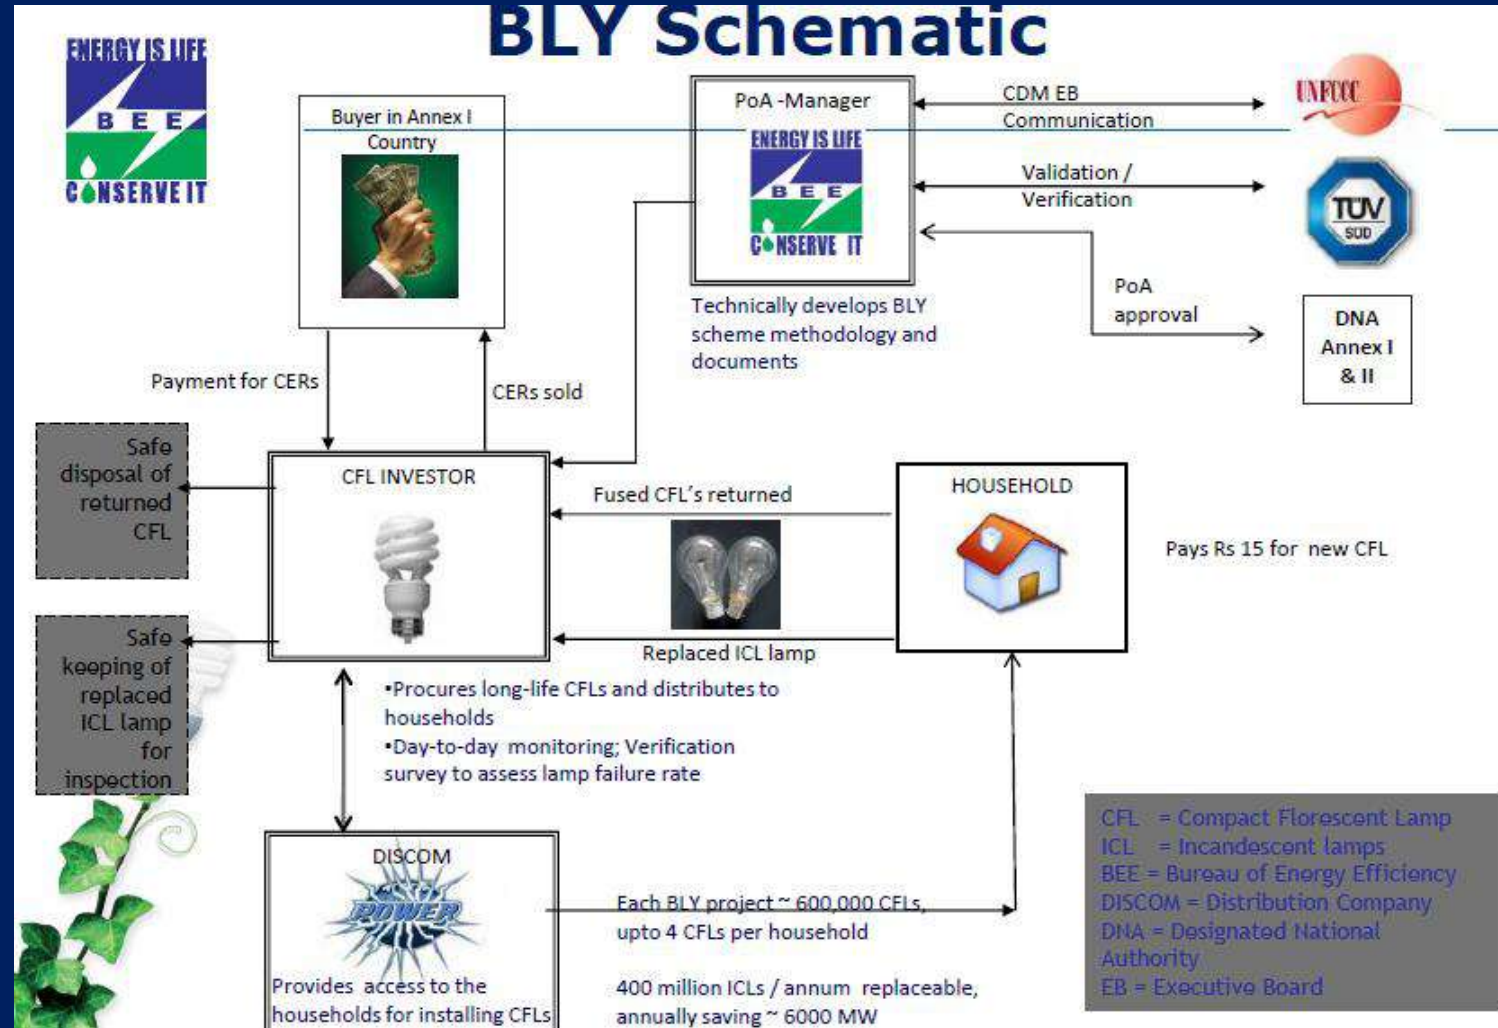 BLY Schematic
ENERGY IS LIFE
BEE
CONSERVE IT
Buyer in Annex I
Country
PoA -Manager
ENERGY IS LIFE
BEE
CONSERVE IT
CDM EB
Communication
UNFCCC
Validation /
Verification
TÜV
SÜD
PoA
approval
DNA
Annex I
& II
Technically develops BLY
scheme methodology and
documents
Payment for CERs
CERs sold
Safe
disposal of
returned
CFL
CFL INVESTOR
Fused CFL's returned
HOUSEHOLD
Pays Rs 15 for new CFL
Safe
keeping of
replaced
ICL lamp
for
inspection
Replaced ICL lamp
•Procures long-life CFLs and distributes to
households
•Day-to-day monitoring; Verification
survey to assess lamp failure rate
DISCOM
POWER
Provides access to the
households for installing CFLs
Each BLY project ~ 600,000 CFLs,
upto 4 CFLs per household
400 million ICLs / annum replaceable,
annually saving ~ 6000 MW
CFL = Compact Florescent Lamp
ICL = Incandescent lamps
BEE = Bureau of Energy Efficiency
DISCOM = Distribution Company
DNA = Designated National
Authority
EB = Executive Board